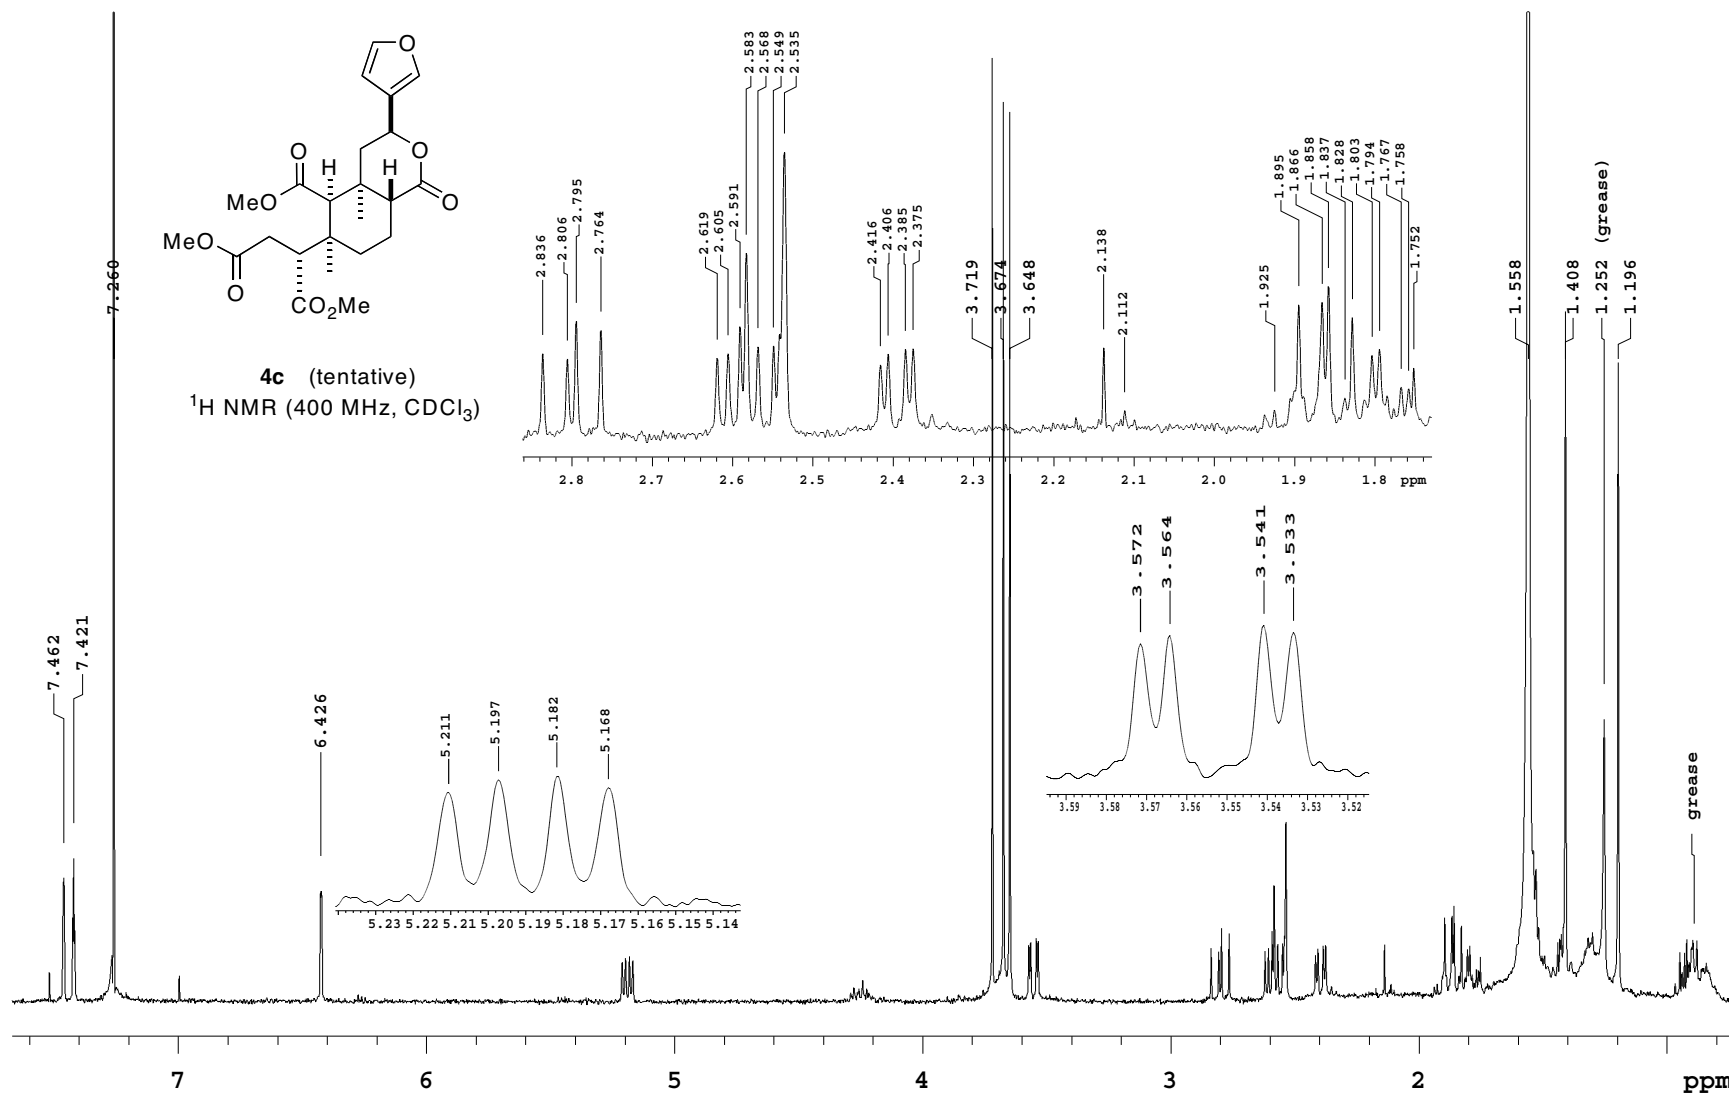 O
O
H
H
O
O
MeO
MeO
O
O
CO₂Me
4c (tentative)
¹H NMR (400 MHz, CDCl₃)
7.260
2.836
2.806
2.795
2.764
2.619
2.605
2.591
2.583
2.568
2.549
2.535
2.416
2.406
2.385
2.375
2.138
2.112
1.925
1.895
1.866
1.858
1.837
1.828
1.803
1.794
1.767
1.758
1.752
2.8 2.7 2.6 2.5 2.4 2.3 2.2 2.1 2.0 1.9 1.8 ppm
3.719
3.674
3.648
1.558
1.408
1.252 (grease)
1.196
3.572
3.564
3.541
3.533
3.59 3.58 3.57 3.56 3.55 3.54 3.53 3.52
7.462
7.421
6.426
5.211
5.197
5.182
5.168
5.23 5.22 5.21 5.20 5.19 5.18 5.17 5.16 5.15 5.14
grease
7 6 5 4 3 2 ppm